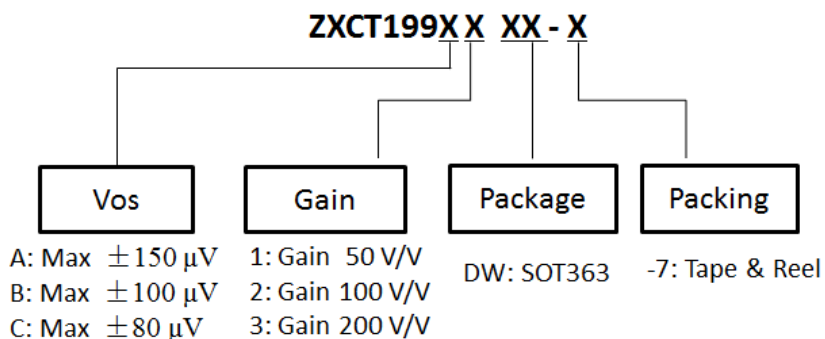 ZXCT199X X XX - X
Vos
Gain
Package
Packing
A: Max ±150 µV
B: Max ±100 µV
C: Max ±80 µV
1: Gain 50 V/V
2: Gain 100 V/V
3: Gain 200 V/V
DW: SOT363
-7: Tape & Reel